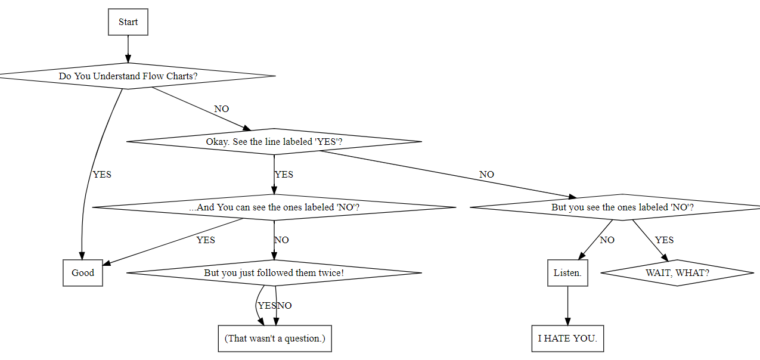 Start
Do You Understand Flow Charts?
NO
Okay. See the line labeled 'YES'?
YES
YES
NO
...And You can see the ones labeled 'NO'?
But you see the ones labeled 'NO'?
YES
NO
NO
YES
Good
But you just followed them twice!
Listen.
WAIT, WHAT?
YES
NO
(That wasn't a question.)
I HATE YOU.